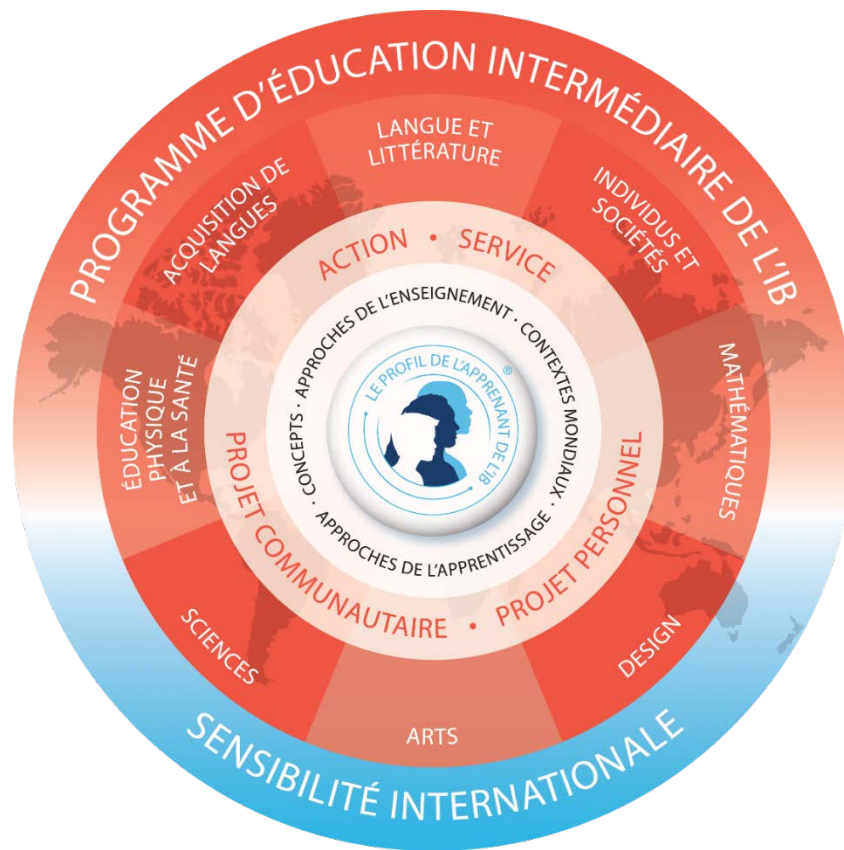 PROGRAMME D'ÉDUCATION INTERMÉDIAIRE DE L'IB
LANGUE ET
LITTÉRATURE
INDIVIDUS ET
SOCIÉTÉS
MATHÉMATIQUES
DESIGN
ARTS
SCIENCES
ÉDUCATION
PHYSIQUE
ET À LA SANTÉ
ACQUISITION DE
LANGUES
ACTION • SERVICE
PROJET COMMUNAUTAIRE • PROJET PERSONNEL
APPROCHES DE L'ENSEIGNEMENT · CONTEXTES MONDIAUX ·
APPROCHES DE L'APPRENTISSAGE · CONCEPTS ·
LE PROFIL DE L'APPRENANT DE L'IB
®
SENSIBILITÉ INTERNATIONALE